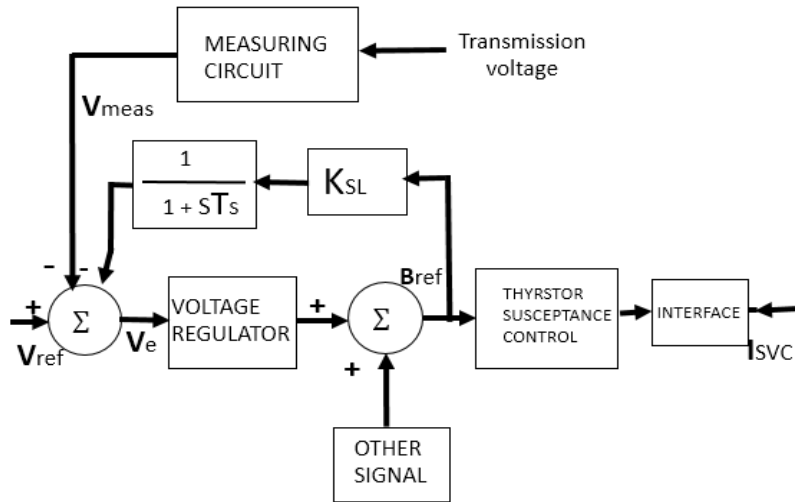 MEASURING
CIRCUIT
Transmission
voltage
Vmeas
1
1 + STs
KSL
- -
+
Σ
Vref
Ve
VOLTAGE
REGULATOR
+
Σ
+
Bref
THYRSTOR
SUSCEPTANCE
CONTROL
INTERFACE
ISVC
OTHER
SIGNAL